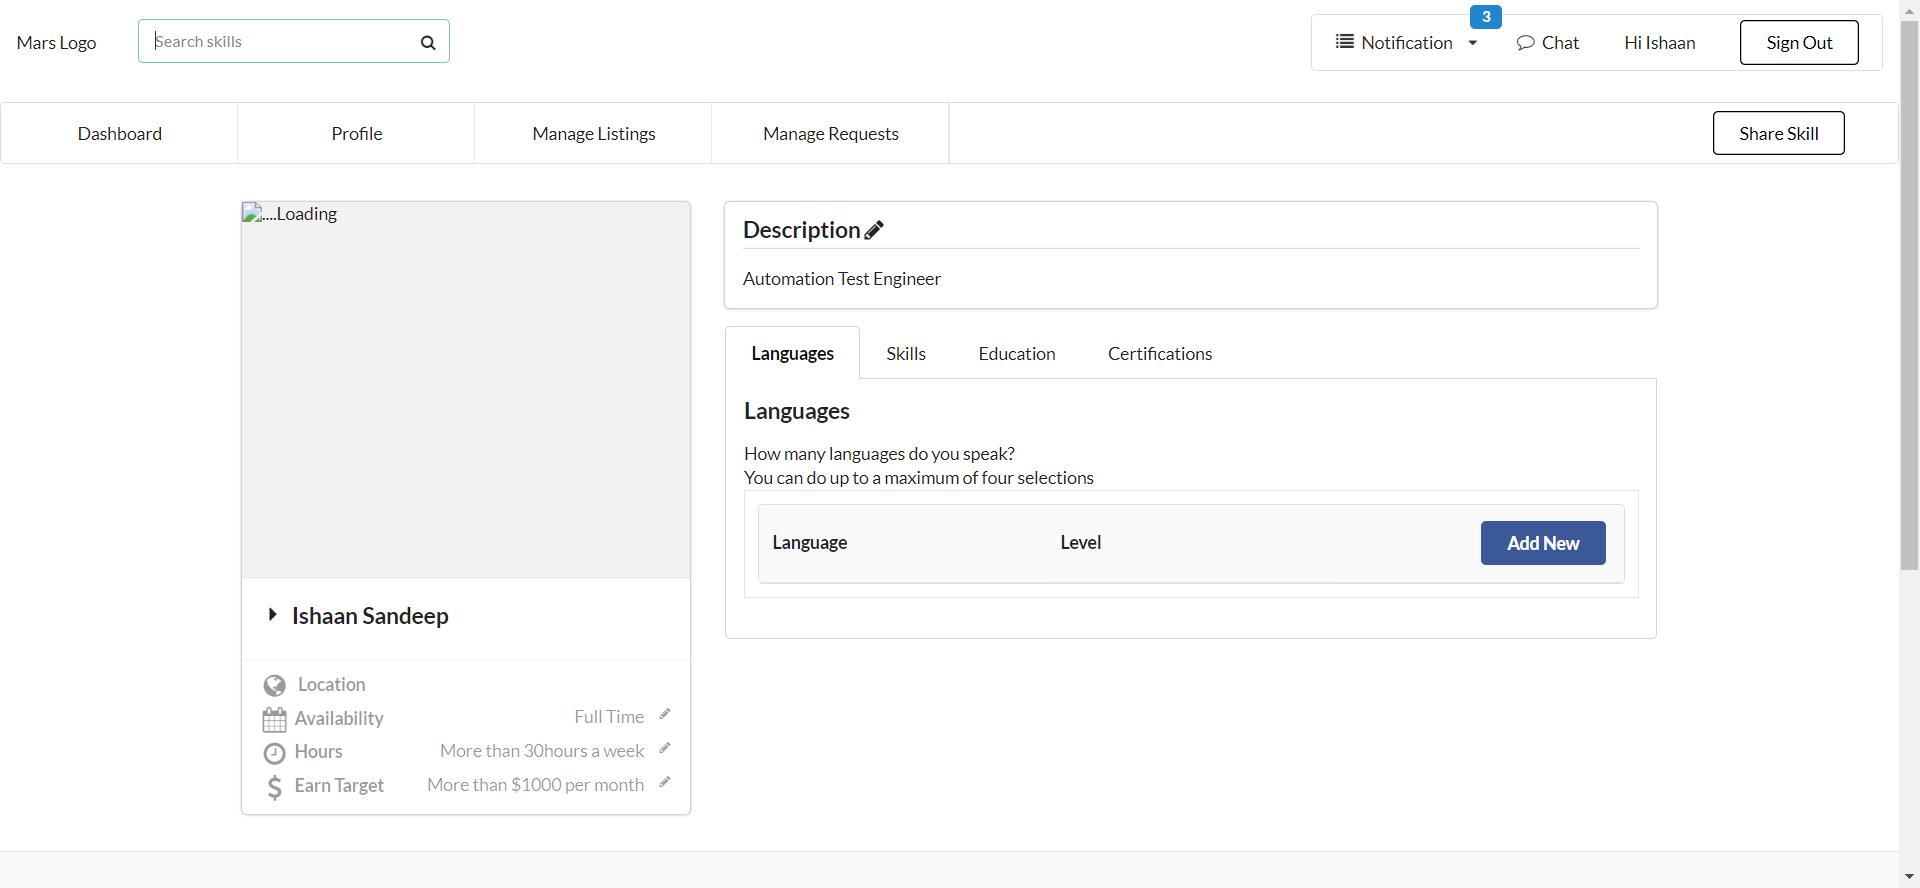 Mars Logo
Search skills
3
Notification
Chat
Hi Ishaan
Sign Out
Dashboard
Profile
Manage Listings
Manage Requests
Share Skill
....Loading
Ishaan Sandeep
Location
Availability
Full Time
Hours
More than 30hours a week
Earn Target
More than $1000 per month
Description
Automation Test Engineer
Languages
Skills
Education
Certifications
Languages
How many languages do you speak?
You can do up to a maximum of four selections
Language
Level
Add New